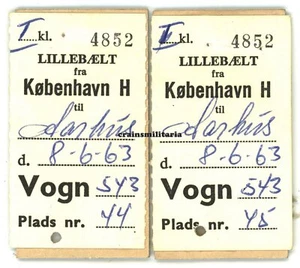 I kl. 4852
LILLEBÆLT
fra
København H
til
Aarhus
d. 8-6-63
Vogn 543
Plads nr. 44
I kl. 4852
LILLEBÆLT
fra
København H
til
Aarhus
d. 8-6-63
Vogn 543
Plads nr. 45
crainsmilitaria